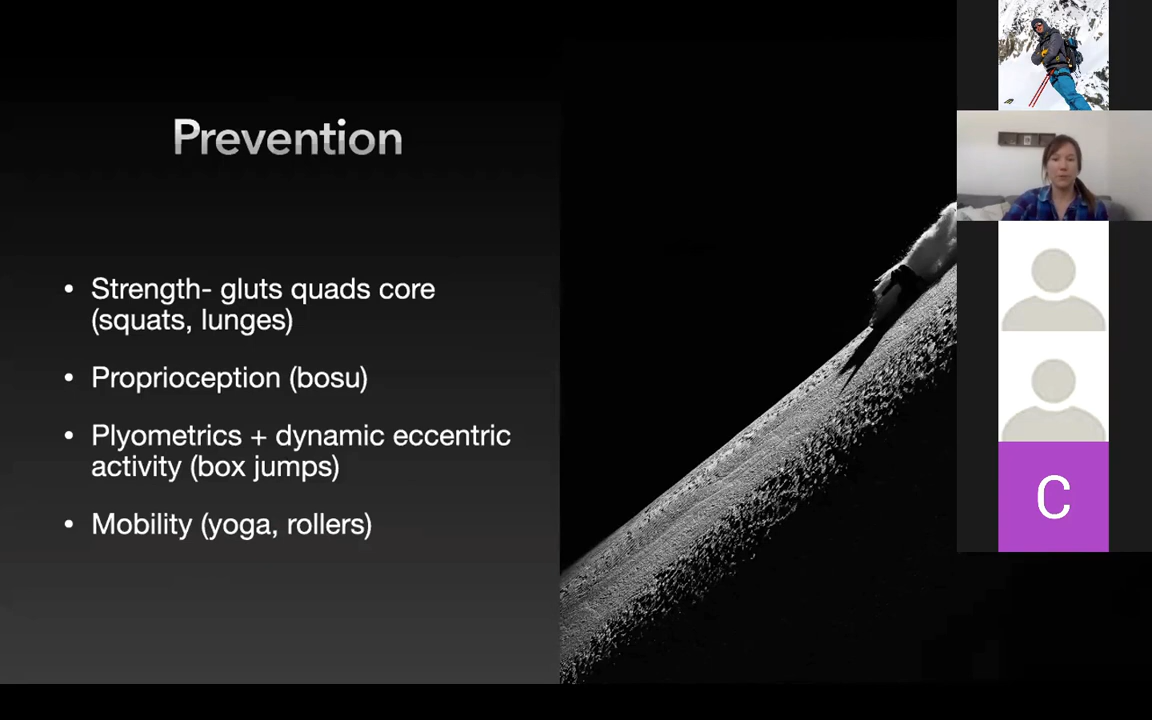 Prevention
• Strength- gluts quads core
(squats, lunges)
• Proprioception (bosu)
• Plyometrics + dynamic eccentric
activity (box jumps)
• Mobility (yoga, rollers)
C